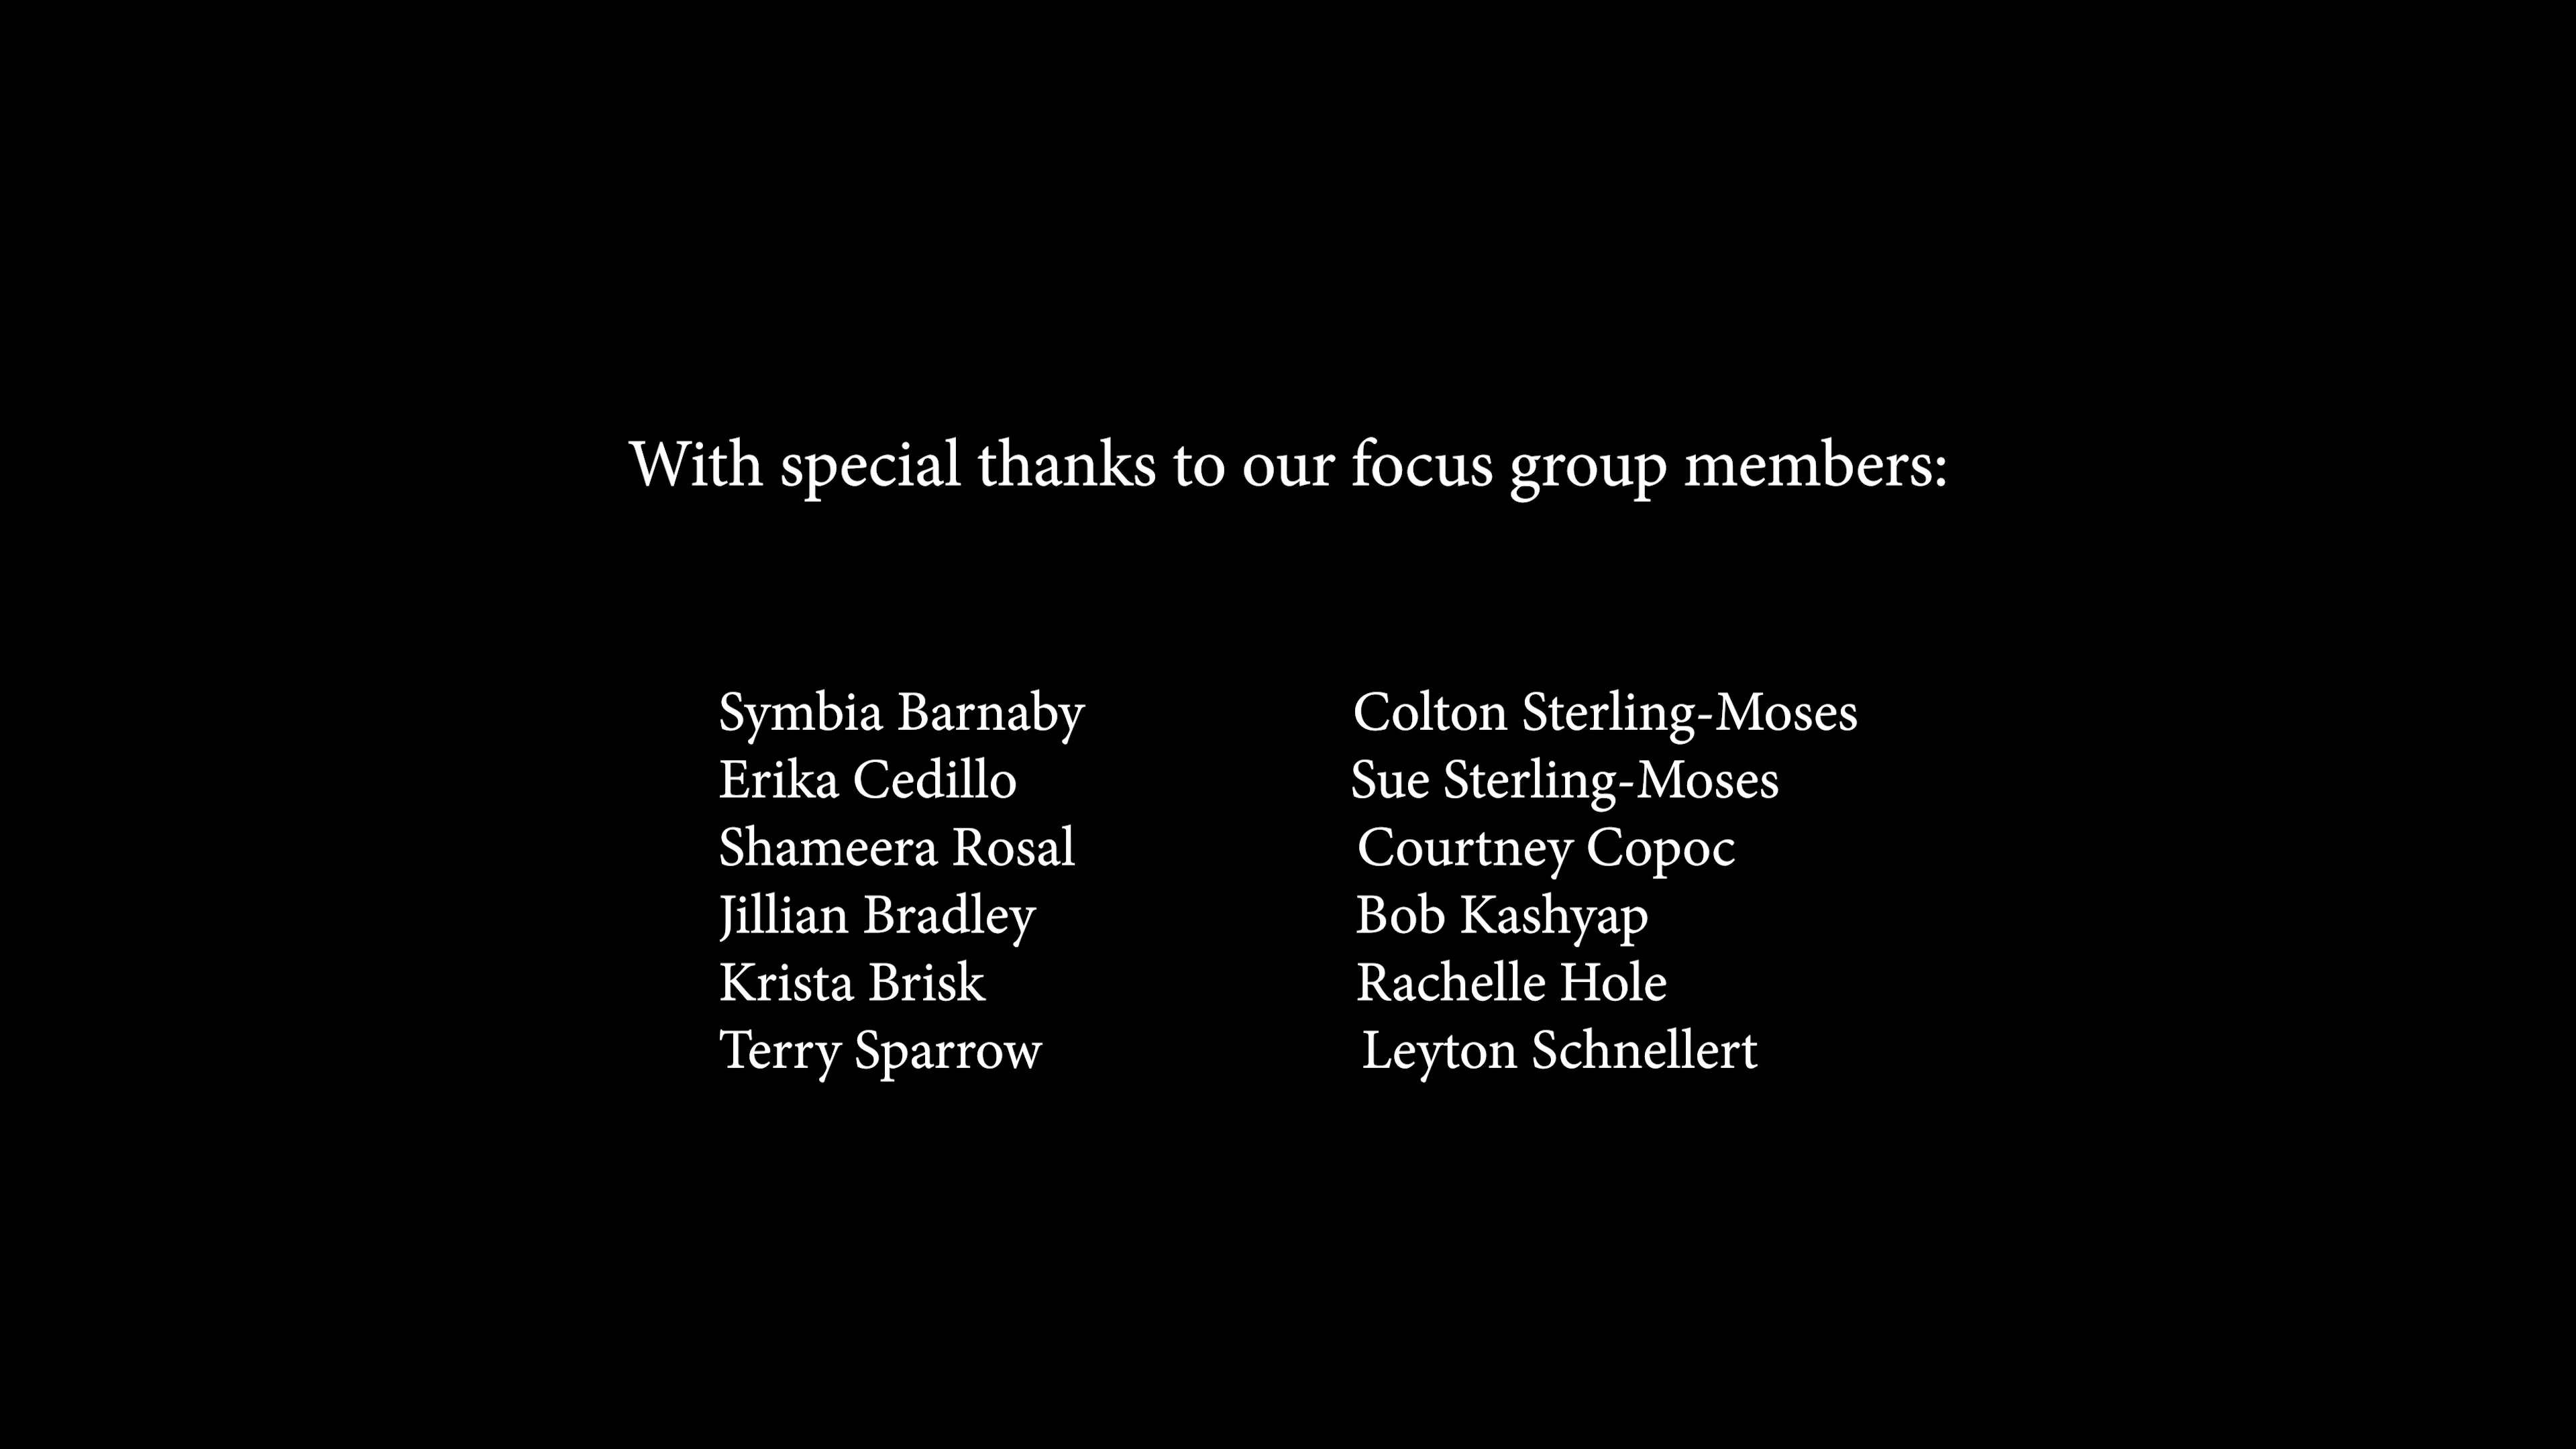 With special thanks to our focus group members:
Symbia Barnaby
Erika Cedillo
Shameera Rosal
Jillian Bradley
Krista Brisk
Terry Sparrow
Colton Sterling-Moses
Sue Sterling-Moses
Courtney Copoc
Bob Kashyap
Rachelle Hole
Leyton Schnellert